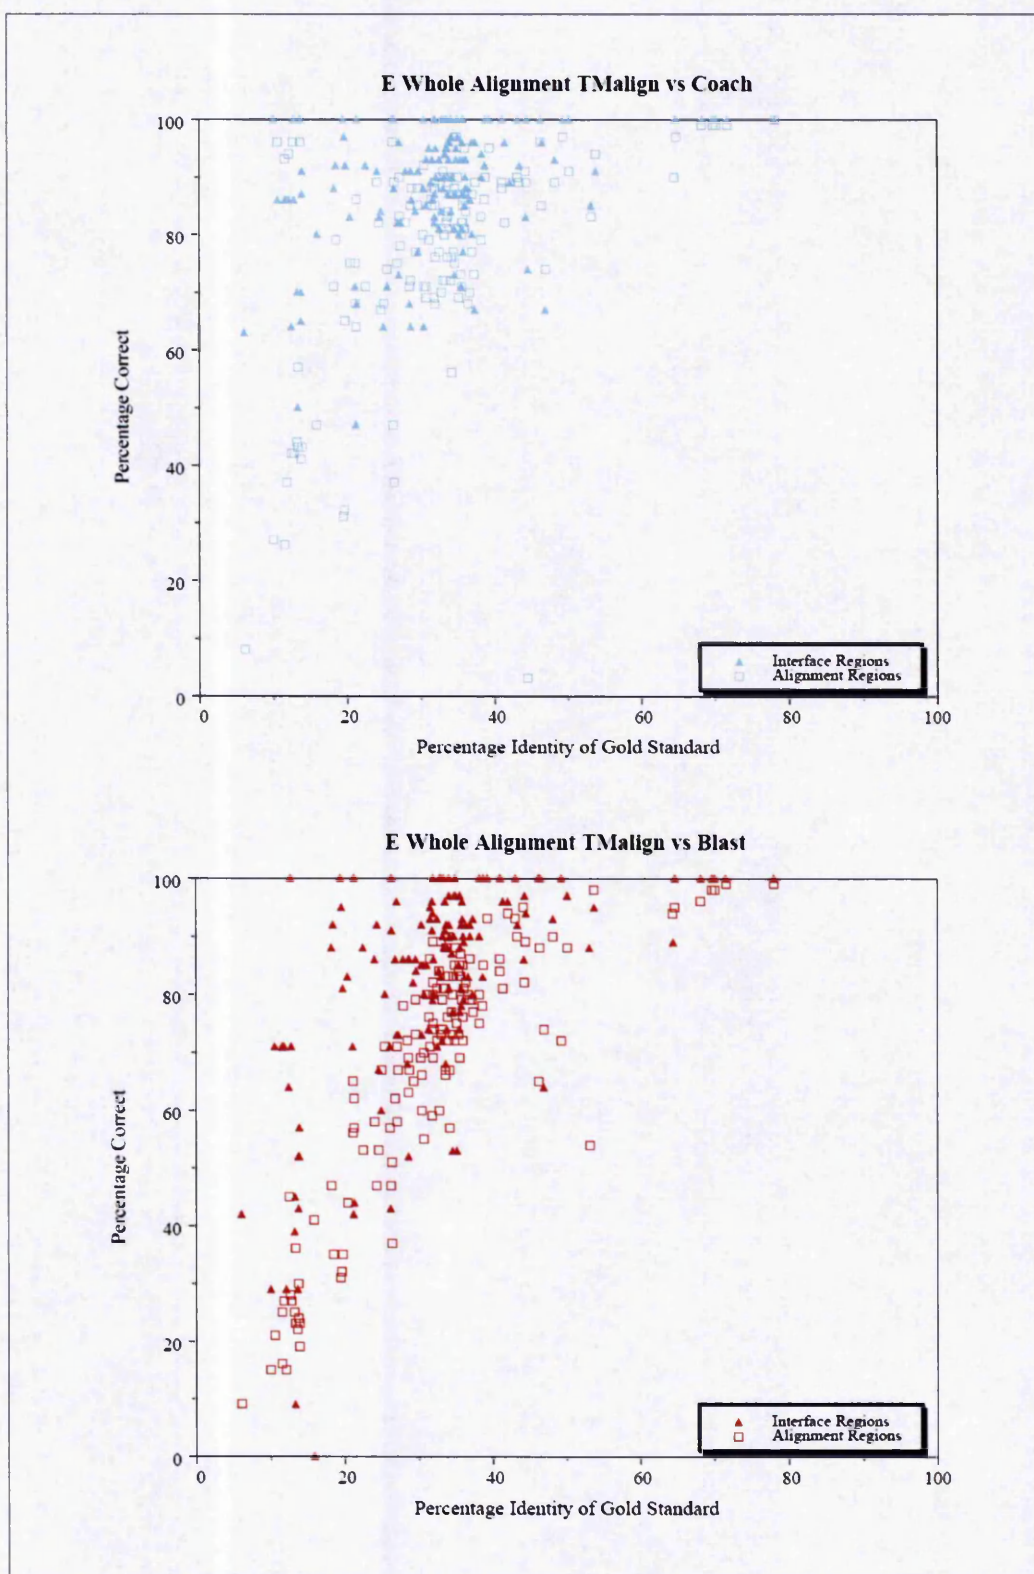 E Whole Alignment TMalign vs Coach
100
80
60
40
20
0
Percentage Correct
Interface Regions
Alignment Regions
0 20 40 60 80 100
Percentage Identity of Gold Standard
E Whole Alignment TMalign vs Blast
100
80
60
40
20
0
Percentage Correct
Interface Regions
Alignment Regions
0 20 40 60 80 100
Percentage Identity of Gold Standard